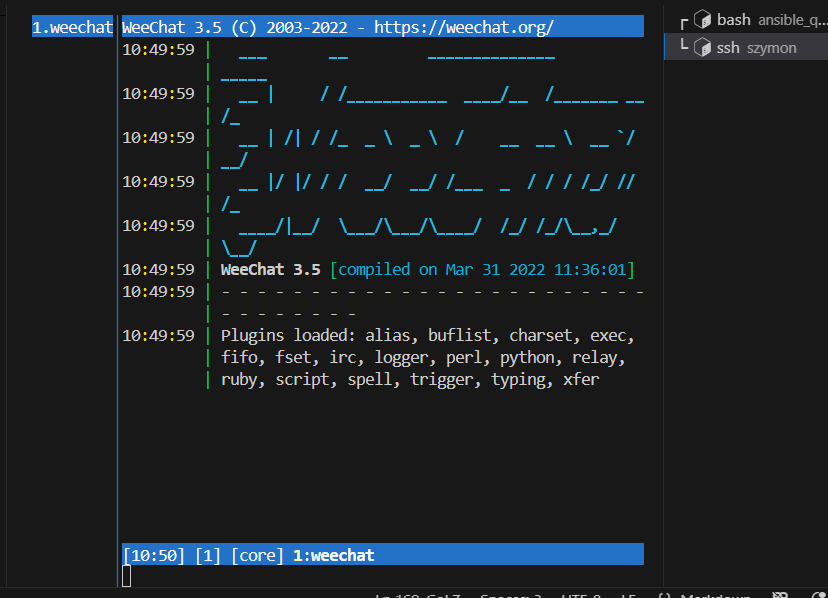 1.weechat
WeeChat 3.5 (C) 2003-2022 - https://weechat.org/
10:49:59 | ___ __ ______________
| _____
10:49:59 | __ | / /___________ ____/__ /_______ __
| /_
10:49:59 | __ | /| / /_ _ \ _ \ / __ __ \ __ `/
| __/
10:49:59 | __ |/ |/ / / __/ __/ /___ _ / / / /_/ //
| /_
10:49:59 | ____/|__/ \___/\___/\____/ /_/ /_/\__,_/
| \__/
10:49:59 | WeeChat 3.5 [compiled on Mar 31 2022 11:36:01]
10:49:59 | - - - - - - - - - - - - - - - - - - - - - - - -
| - - - - - - - -
10:49:59 | Plugins loaded: alias, buflist, charset, exec,
| fifo, fset, irc, logger, perl, python, relay,
| ruby, script, spell, trigger, typing, xfer
[10:50] [1] [core] 1:weechat
bash ansible_q...
ssh szymon